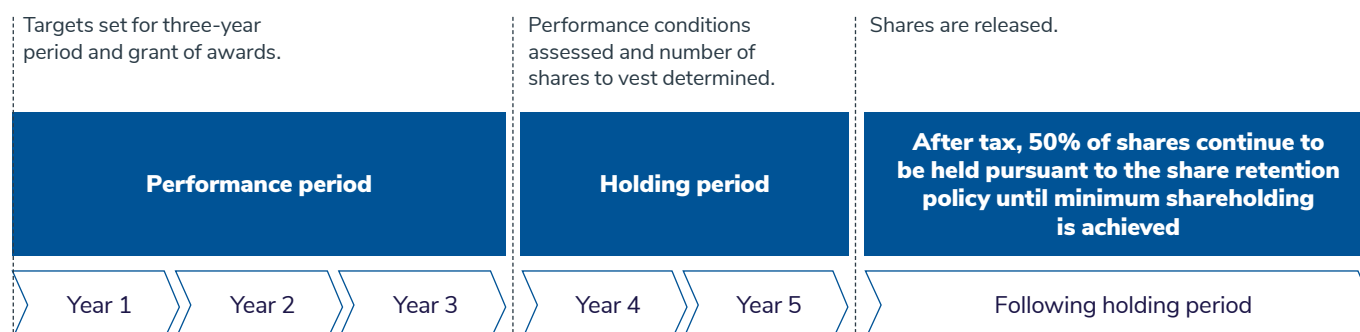 Targets set for three-year
period and grant of awards.
Performance conditions
assessed and number of
shares to vest determined.
Shares are released.
Performance period
Holding period
After tax, 50% of shares continue to
be held pursuant to the share retention
policy until minimum shareholding
is achieved
Year 1
Year 2
Year 3
Year 4
Year 5
Following holding period